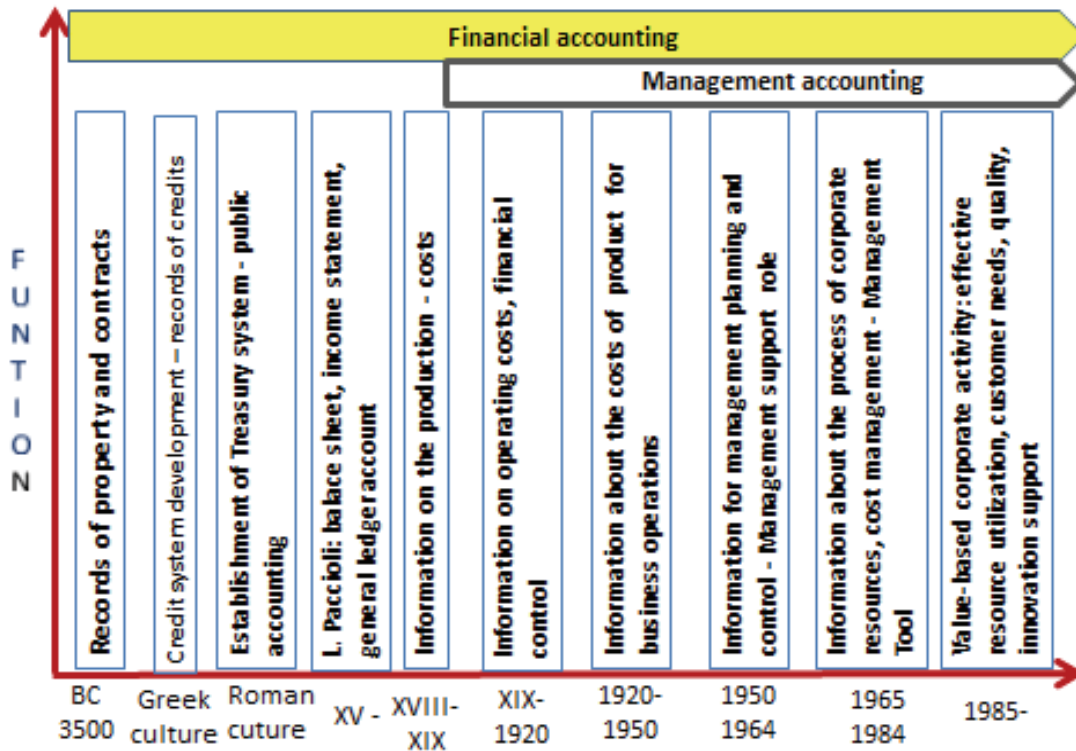 Financial accounting
Management accounting
FUNTION
Records of property and contracts
Credit system development – records of credits
Establishment of Treasury system - public
accounting
L. Paccioli: balace sheet, income statement,
general ledger account
Information on the production - costs
Information on operating costs, financial
control
Information about the costs of product for
business operations
Information for management planning and
control - Management support role
Information about the process of corporate
resources, cost management - Management
Tool
Value-based corporate activity: effective
resource utilization, customer needs, quality,
innovation support
BC
3500
Greek
culture
Roman
cuture
XV -
XVIII-
XIX
XIX-
1920
1920-
1950
1950
1964
1965
1984
1985-